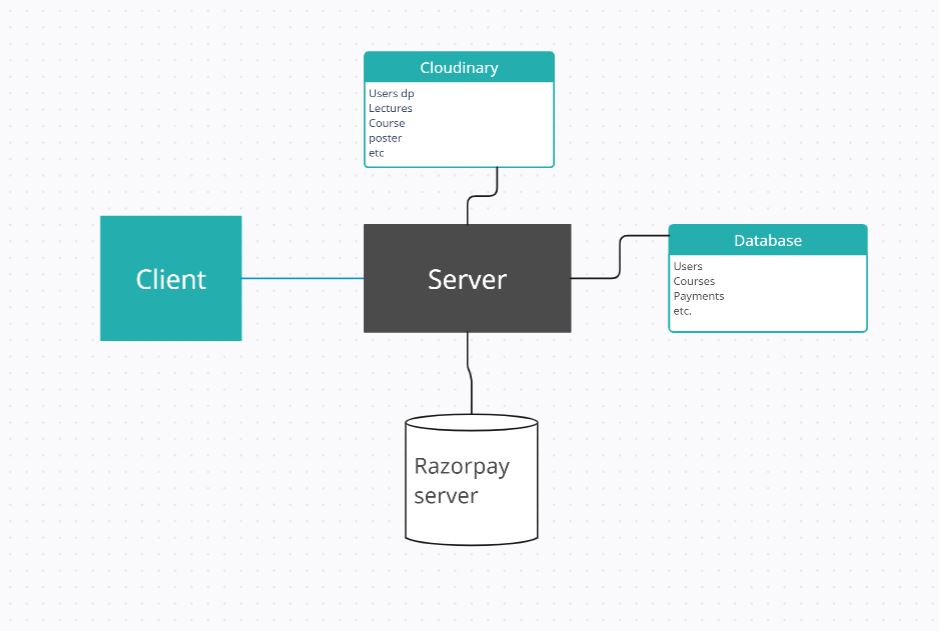 Cloudinary
Users dp
Lectures
Course
poster
etc
Client
Server
Database
Users
Courses
Payments
etc.
Razorpay
server